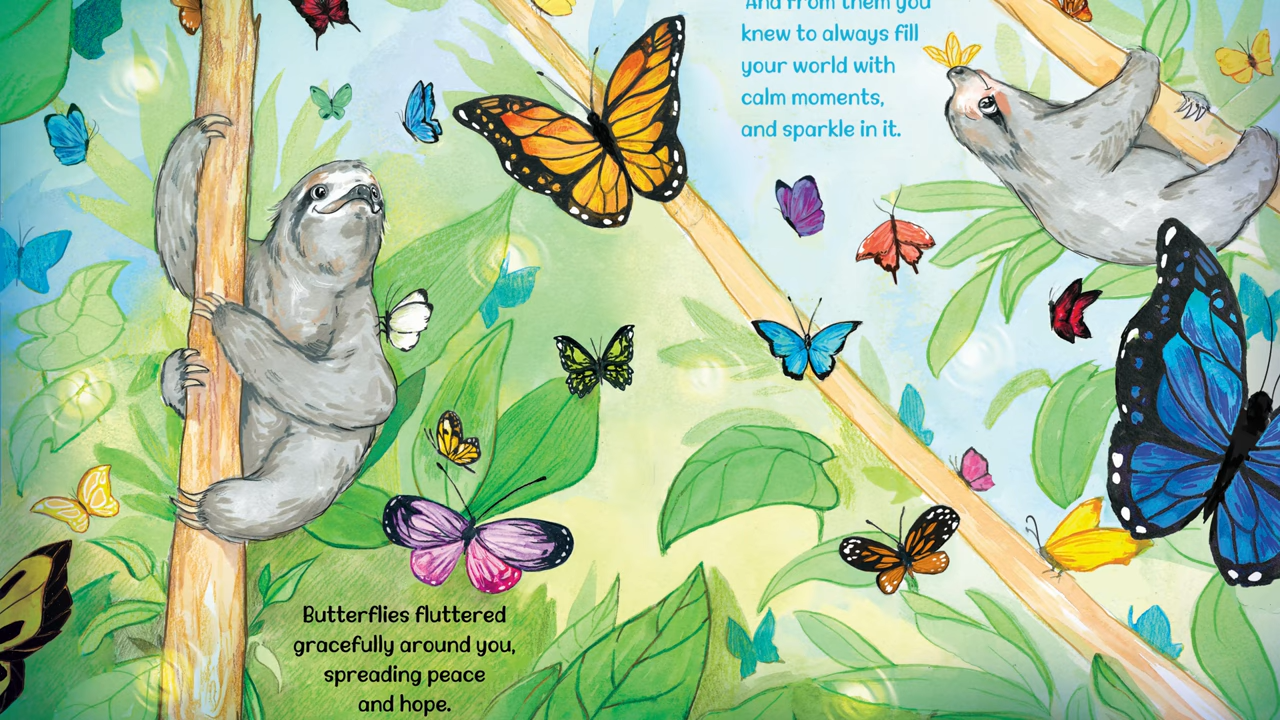 Butterflies fluttered
gracefully around you,
spreading peace
and hope.
And from them you
knew to always fill
your world with
calm moments,
and sparkle in it.